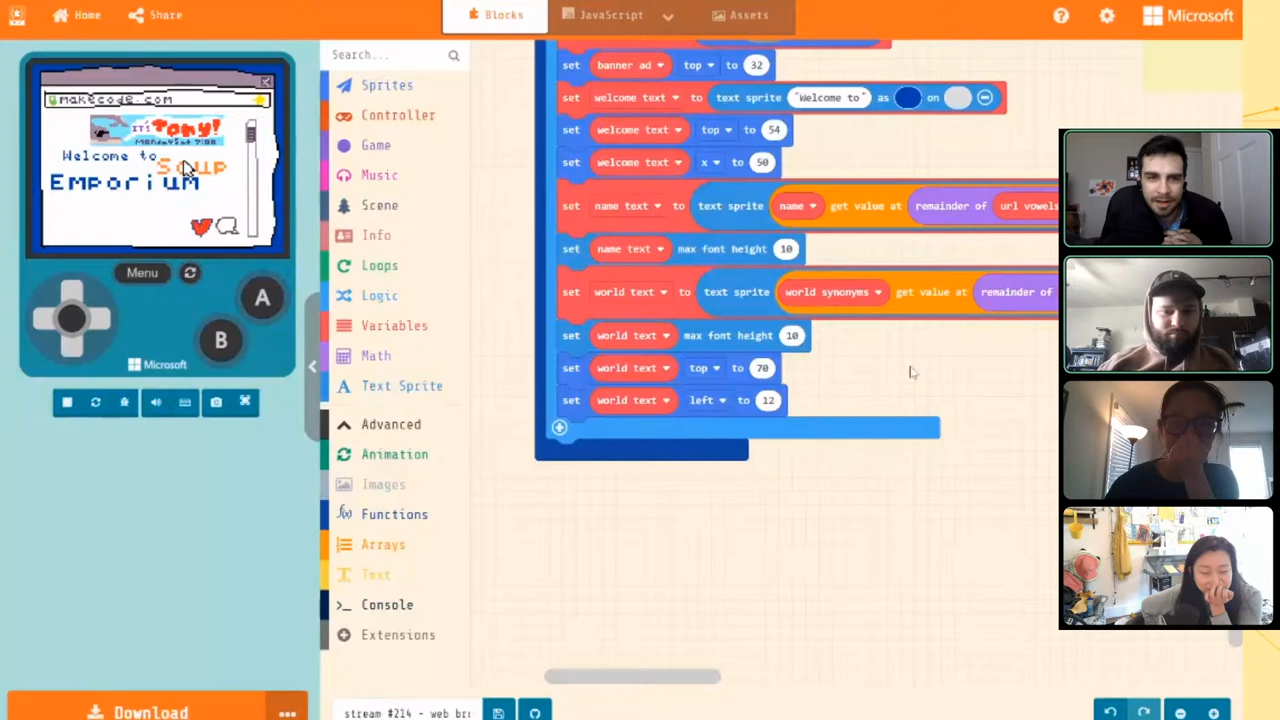 Home
Share
Blocks
JavaScript
Assets
Microsoft
makecode.com
IT'S Tony!
MONDAYS AT 7:00
Welcome to
Soup
Emporium
Menu
A
B
Microsoft
Download
Search...
Sprites
Controller
Game
Music
Scene
Info
Loops
Logic
Variables
Math
Text Sprite
Advanced
Animation
Images
Functions
Arrays
Text
Console
Extensions
set banner ad top to 32
set welcome text to text sprite "Welcome to" as on
set welcome text top to 54
set welcome text x to 50
set name text to text sprite name get value at remainder of url vowels
set name text max font height 10
set world text to text sprite world synonyms get value at remainder of
set world text max font height 10
set world text top to 70
set world text left to 12
stream #214 - web bro